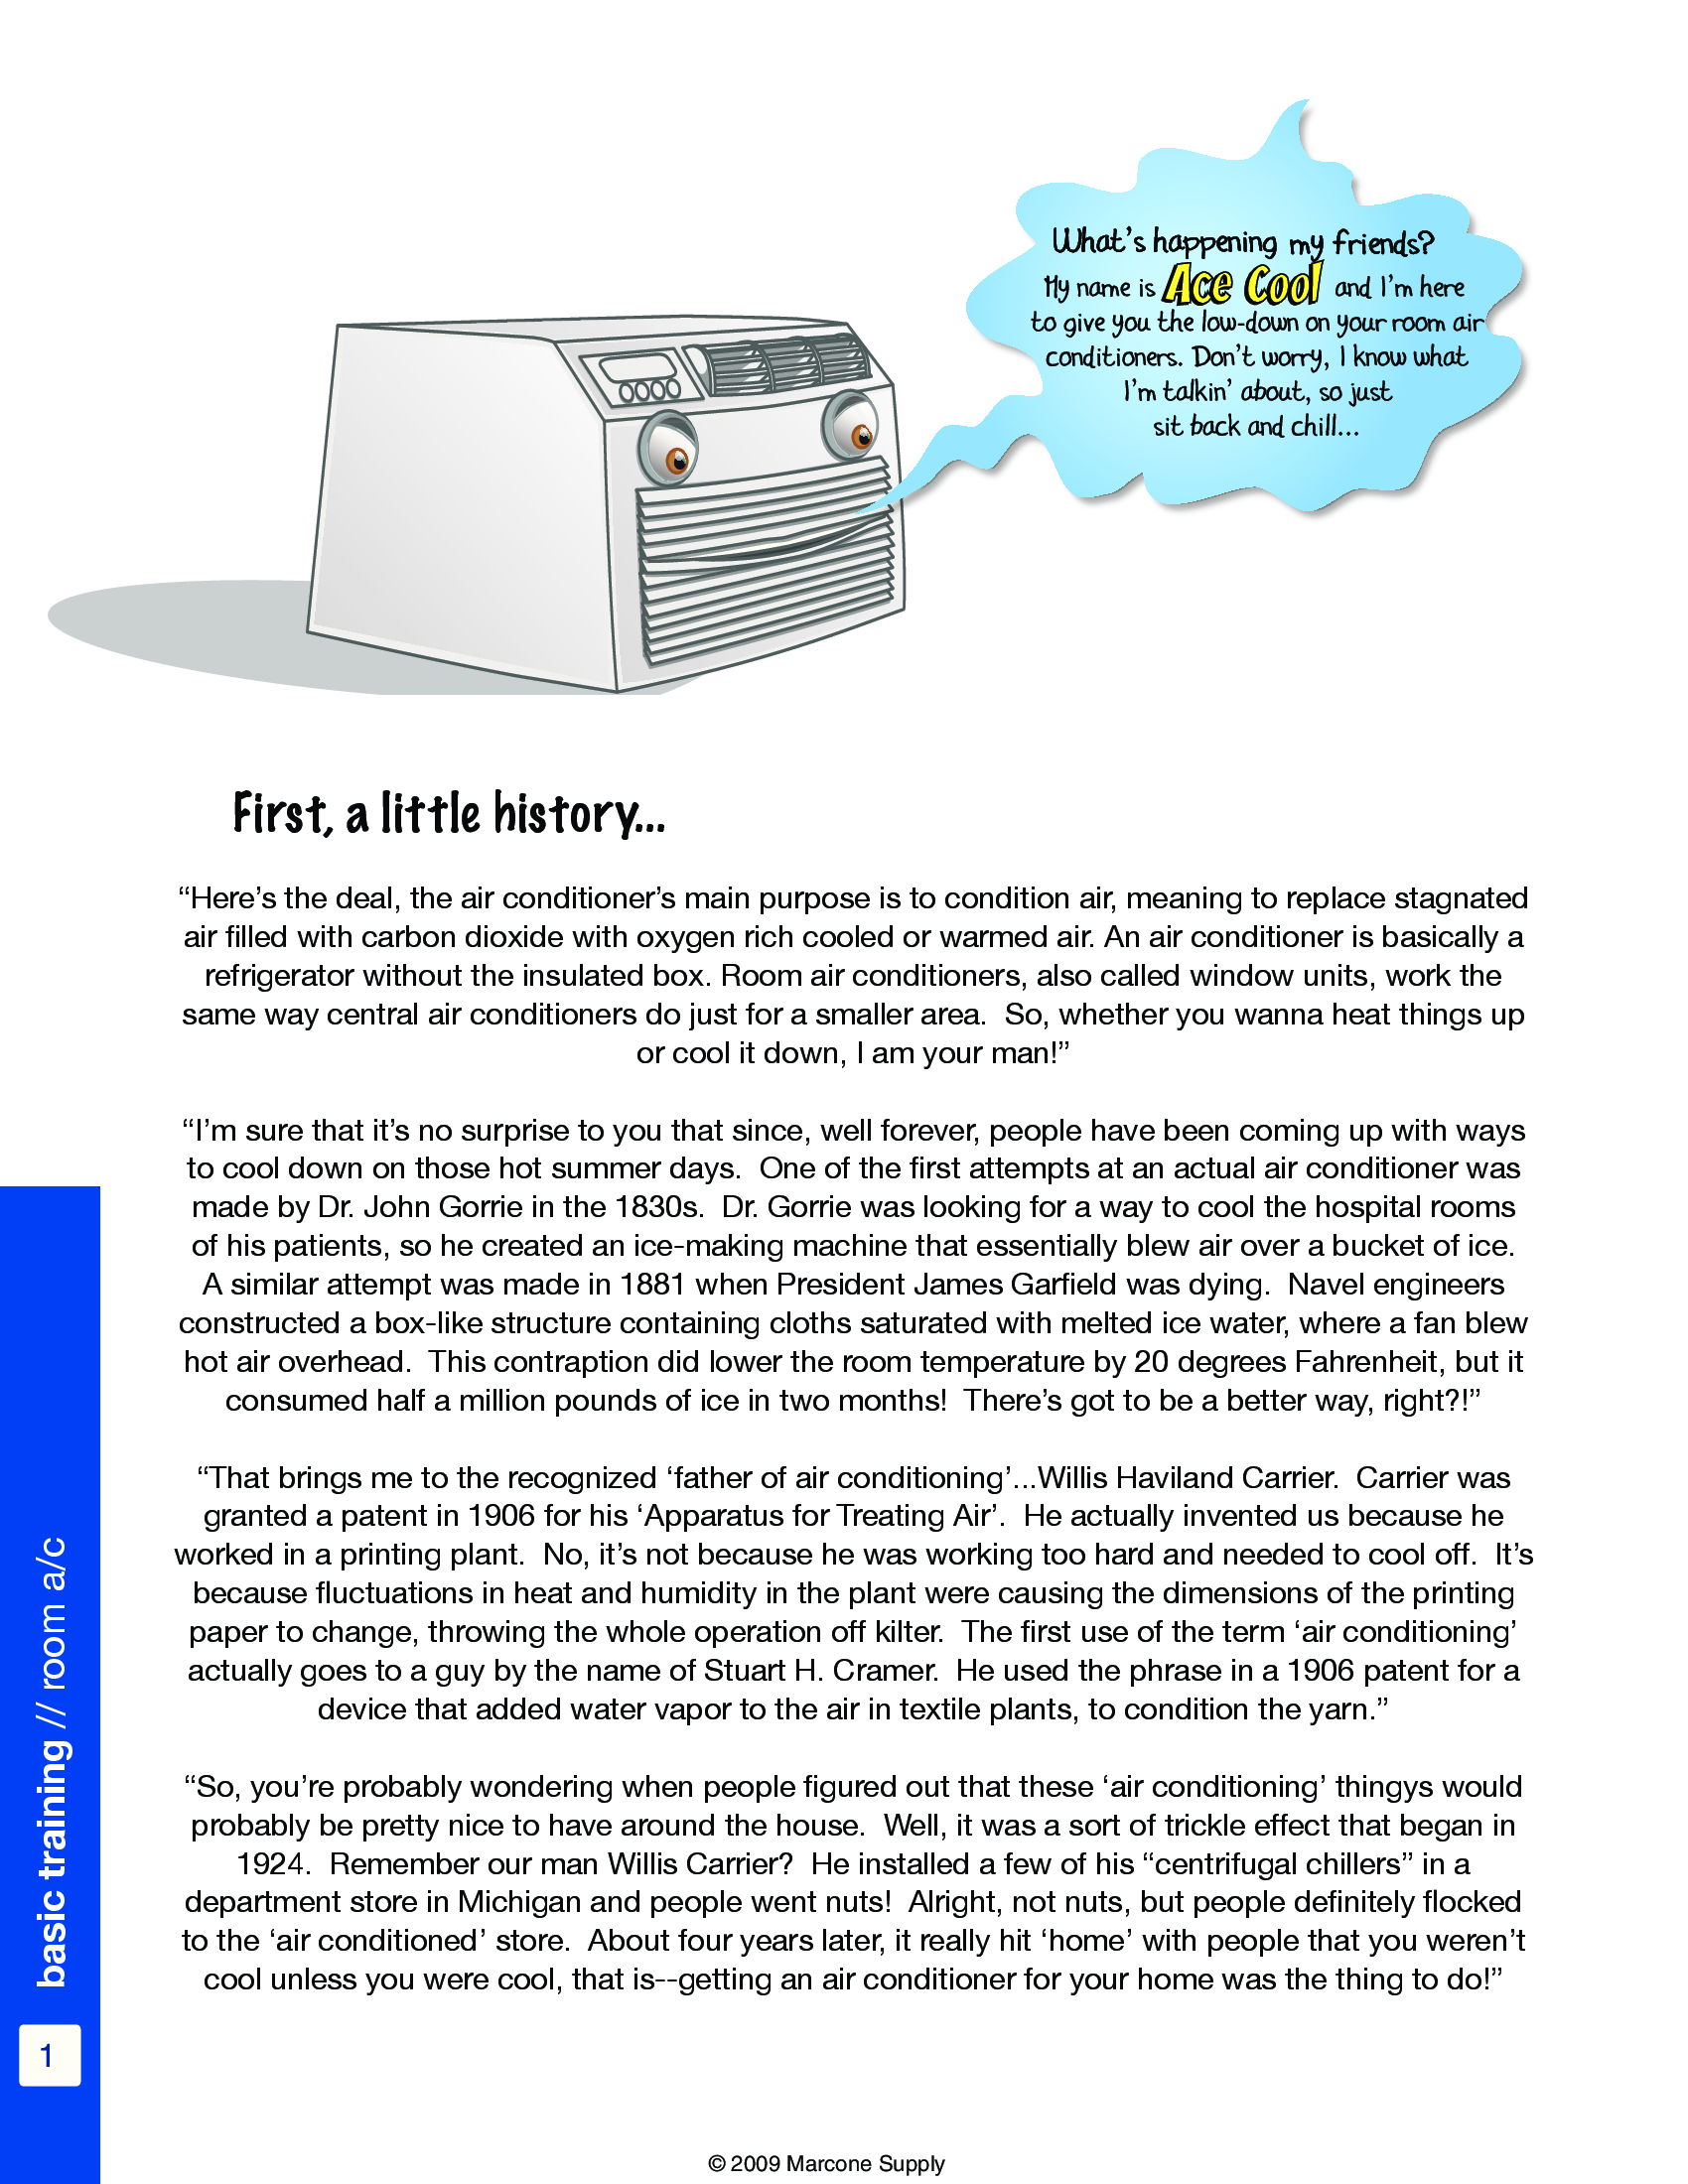 What's happening my friends?
My name is Ace Cool and I'm here
to give you the low-down on your room air
conditioners. Don't worry, I know what
I'm talkin' about, so just
sit back and chill...
First, a little history...
“Here’s the deal, the air conditioner’s main purpose is to condition air, meaning to replace stagnated
air filled with carbon dioxide with oxygen rich cooled or warmed air. An air conditioner is basically a
refrigerator without the insulated box. Room air conditioners, also called window units, work the
same way central air conditioners do just for a smaller area.  So, whether you wanna heat things up
or cool it down, I am your man!”
“I’m sure that it’s no surprise to you that since, well forever, people have been coming up with ways
to cool down on those hot summer days.  One of the first attempts at an actual air conditioner was
made by Dr. John Gorrie in the 1830s.  Dr. Gorrie was looking for a way to cool the hospital rooms
of his patients, so he created an ice-making machine that essentially blew air over a bucket of ice.
A similar attempt was made in 1881 when President James Garfield was dying.  Navel engineers
constructed a box-like structure containing cloths saturated with melted ice water, where a fan blew
hot air overhead.  This contraption did lower the room temperature by 20 degrees Fahrenheit, but it
consumed half a million pounds of ice in two months!  There’s got to be a better way, right?!”
“That brings me to the recognized ‘father of air conditioning’...Willis Haviland Carrier.  Carrier was
granted a patent in 1906 for his ‘Apparatus for Treating Air’.  He actually invented us because he
worked in a printing plant.  No, it’s not because he was working too hard and needed to cool off.  It’s
because fluctuations in heat and humidity in the plant were causing the dimensions of the printing
paper to change, throwing the whole operation off kilter.  The first use of the term ‘air conditioning’
actually goes to a guy by the name of Stuart H. Cramer.  He used the phrase in a 1906 patent for a
device that added water vapor to the air in textile plants, to condition the yarn.”
“So, you’re probably wondering when people figured out that these ‘air conditioning’ thingys would
probably be pretty nice to have around the house.  Well, it was a sort of trickle effect that began in
1924.  Remember our man Willis Carrier?  He installed a few of his “centrifugal chillers” in a
department store in Michigan and people went nuts!  Alright, not nuts, but people definitely flocked
to the ‘air conditioned’ store.  About four years later, it really hit ‘home’ with people that you weren’t
cool unless you were cool, that is--getting an air conditioner for your home was the thing to do!”
basic training // room a/c
1
© 2009 Marcone Supply